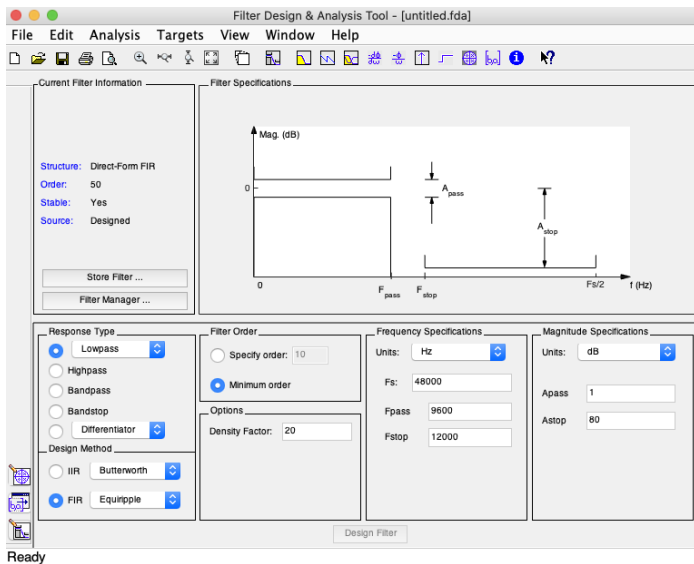 Filter Design & Analysis Tool - [untitled.fda]
File Edit Analysis Targets View Window Help
Current Filter Information
Structure: Direct-Form FIR
Order: 50
Stable: Yes
Source: Designed
Store Filter ...
Filter Manager ...
Filter Specifications
Mag. (dB)
0
A pass
A stop
0
F pass
F stop
Fs/2
f (Hz)
Response Type
Lowpass
Highpass
Bandpass
Bandstop
Differentiator
Design Method
IIR Butterworth
FIR Equiripple
Filter Order
Specify order: 10
Minimum order
Options
Density Factor: 20
Frequency Specifications
Units: Hz
Fs: 48000
Fpass 9600
Fstop 12000
Magnitude Specifications
Units: dB
Apass 1
Astop 80
Design Filter
Ready